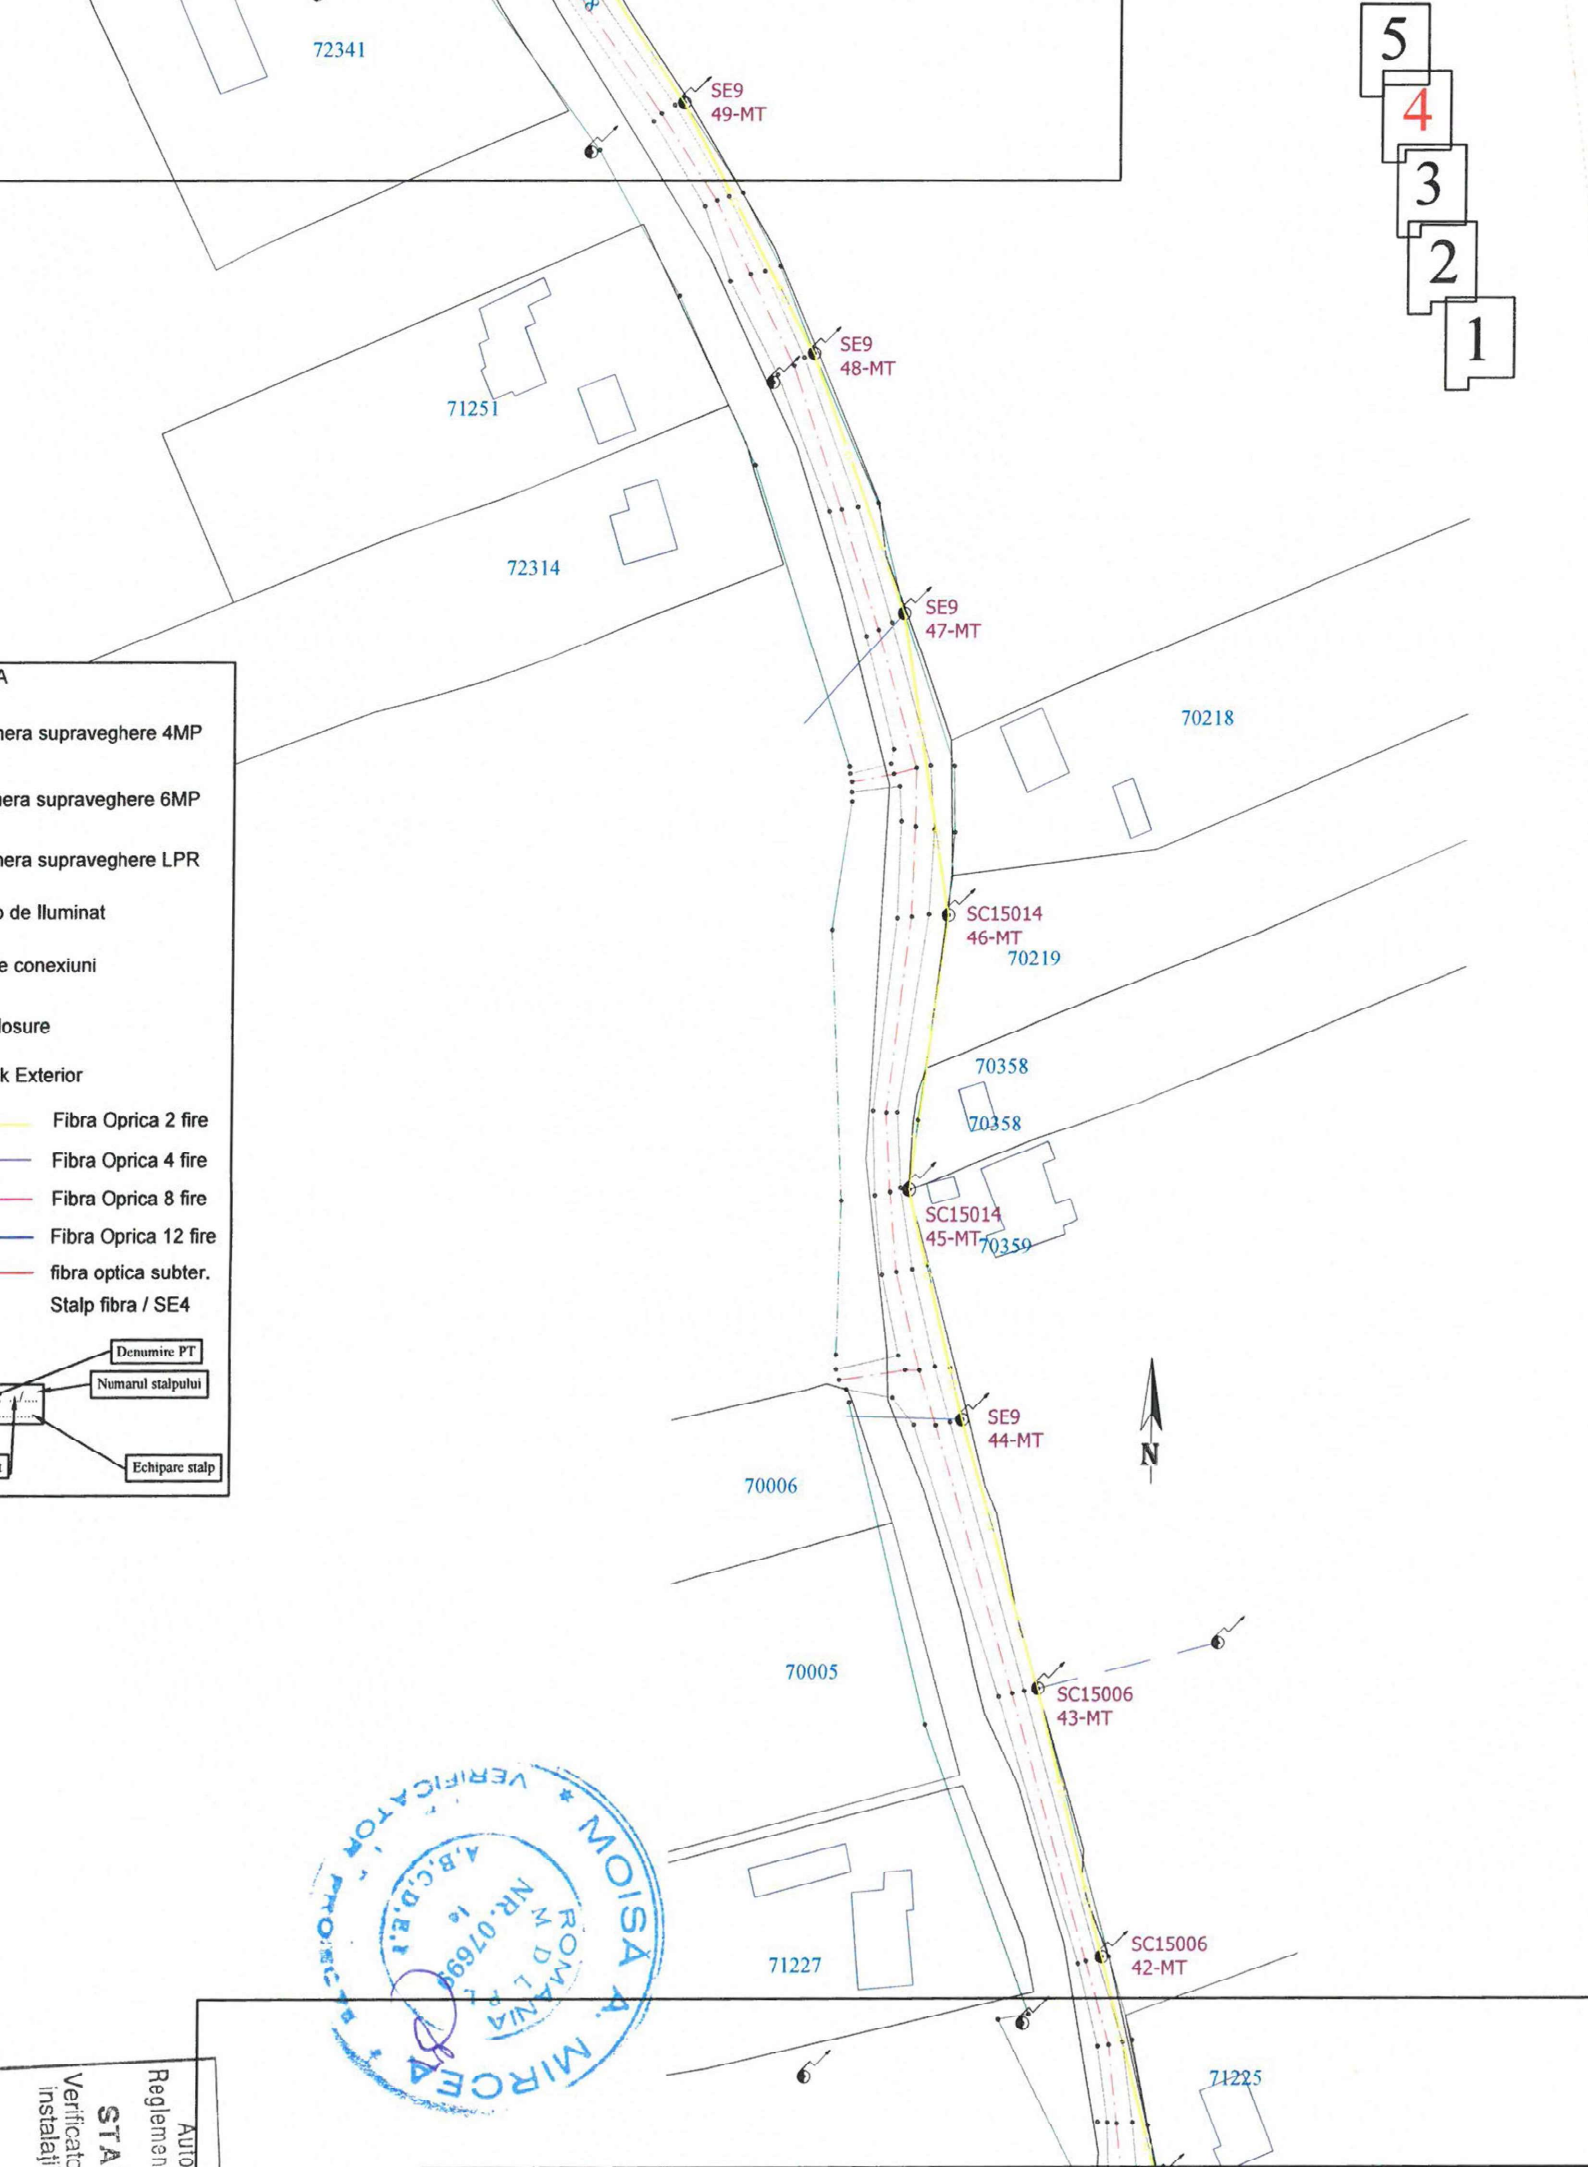 72341
SE9
49-MT
5
4
3
2
1
SE9
48-MT
71251
72314
SE9
47-MT
70218
SC15014
46-MT
70219
70358
70358
SC15014
45-MT
70359
SE9
44-MT
N
70006
70005
SC15006
43-MT
71227
SC15006
42-MT
71225
A
era supraveghere 4MP
era supraveghere 6MP
era supraveghere LPR
de Iluminat
e conexiuni
losure
k Exterior
Fibra Oprica 2 fire
Fibra Oprica 4 fire
Fibra Oprica 8 fire
Fibra Oprica 12 fire
fibra optica subter.
Stalp fibra / SE4
Denumire PT
Numarul stalpului
Echipare stalp
* MOISĂ A. MIRCEA
VERIFICATOR
ROMANIA
M D L P L
NR. 07699
A,B,C,D,E,
Auto
Reglemen
STA
Verificato
instalaţi